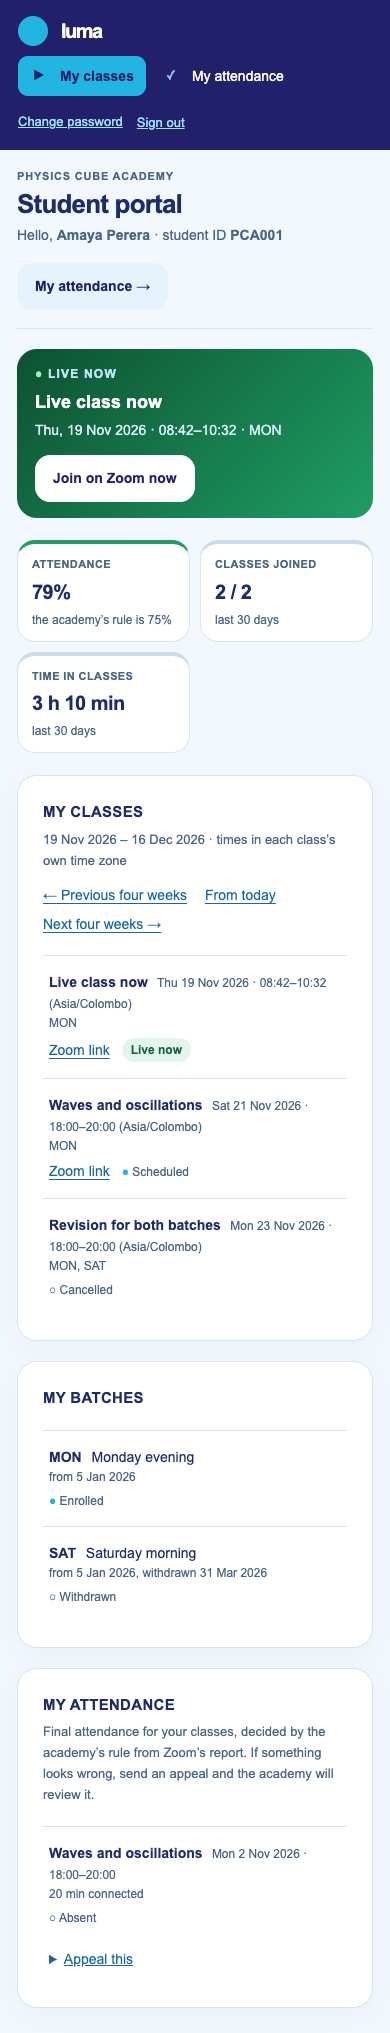 luma
▶ My classes
✓ My attendance
Change password Sign out
PHYSICS CUBE ACADEMY
Student portal
Hello, Amaya Perera · student ID PCA001
My attendance →
● LIVE NOW
Live class now
Thu, 19 Nov 2026 · 08:42–10:32 · MON
Join on Zoom now
ATTENDANCE
79%
the academy’s rule is 75%
CLASSES JOINED
2 / 2
last 30 days
TIME IN CLASSES
3 h 10 min
last 30 days
MY CLASSES
19 Nov 2026 – 16 Dec 2026 · times in each class’s
own time zone
← Previous four weeks From today
Next four weeks →
Live class now Thu 19 Nov 2026 · 08:42–10:32
(Asia/Colombo)
MON
Zoom link Live now
Waves and oscillations Sat 21 Nov 2026 ·
18:00–20:00 (Asia/Colombo)
MON
Zoom link ● Scheduled
Revision for both batches Mon 23 Nov 2026 ·
18:00–20:00 (Asia/Colombo)
MON, SAT
○ Cancelled
MY BATCHES
MON Monday evening
from 5 Jan 2026
● Enrolled
SAT Saturday morning
from 5 Jan 2026, withdrawn 31 Mar 2026
○ Withdrawn
MY ATTENDANCE
Final attendance for your classes, decided by the
academy’s rule from Zoom’s report. If something
looks wrong, send an appeal and the academy will
review it.
Waves and oscillations Mon 2 Nov 2026 ·
18:00–20:00
20 min connected
○ Absent
▶ Appeal this